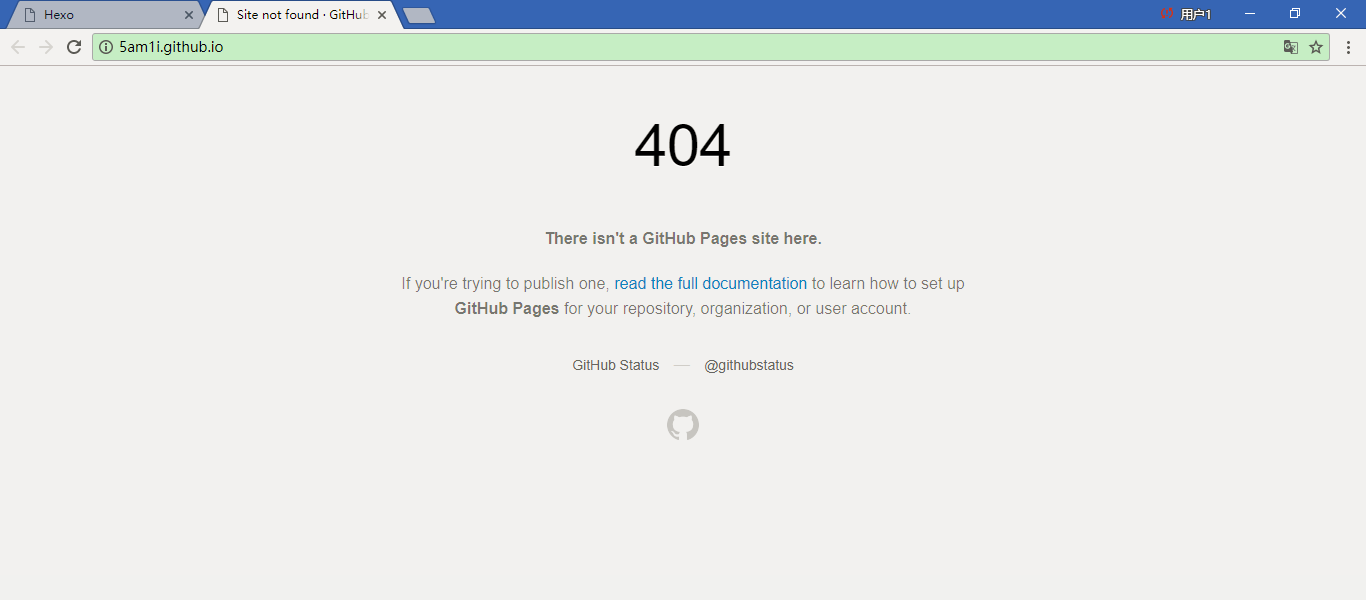 Hexo
Site not found · GitHub
用户1
5am1i.github.io
404
There isn't a GitHub Pages site here.
If you're trying to publish one, read the full documentation to learn how to set up
GitHub Pages for your repository, organization, or user account.
GitHub Status — @githubstatus